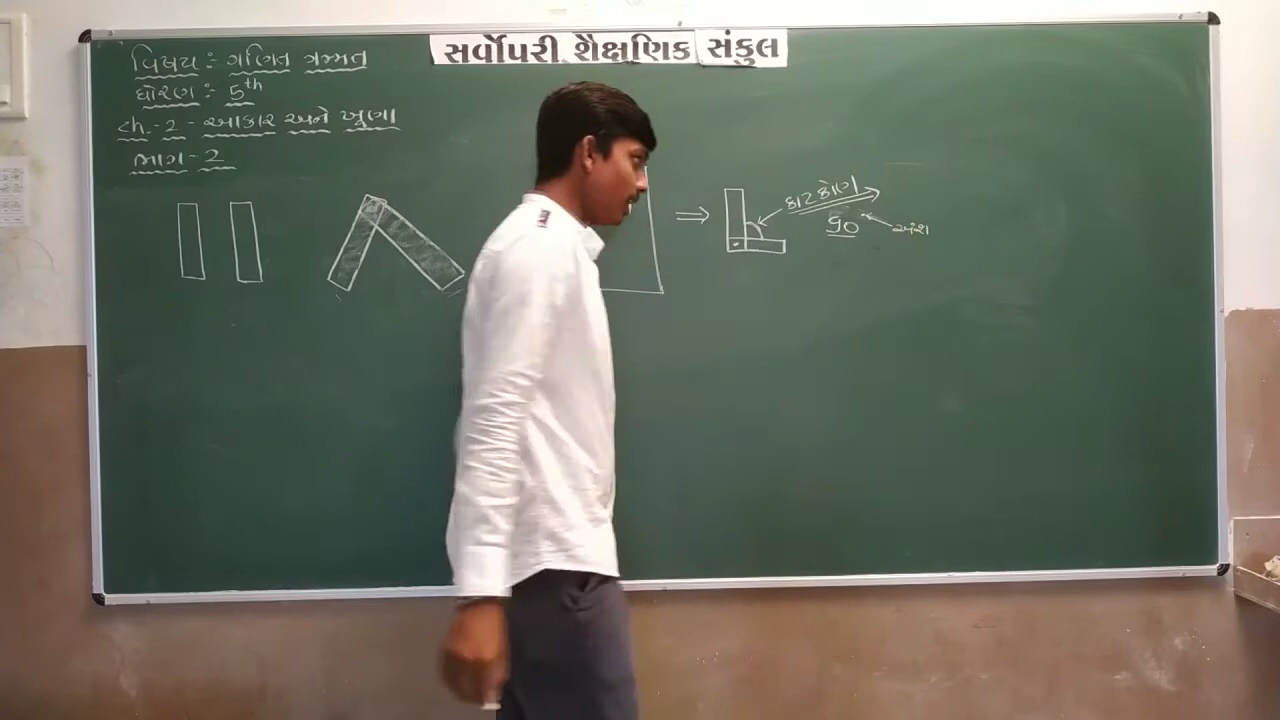 સર્વોપરી શૈક્ષણિક સંકુલ
વિષય :- ગણિત ગમ્મત
ધોરણ :- 5th
ch.-2 - આકાર અને ખૂણા
ભાગ-2
કાટકોણ
90
અંશ